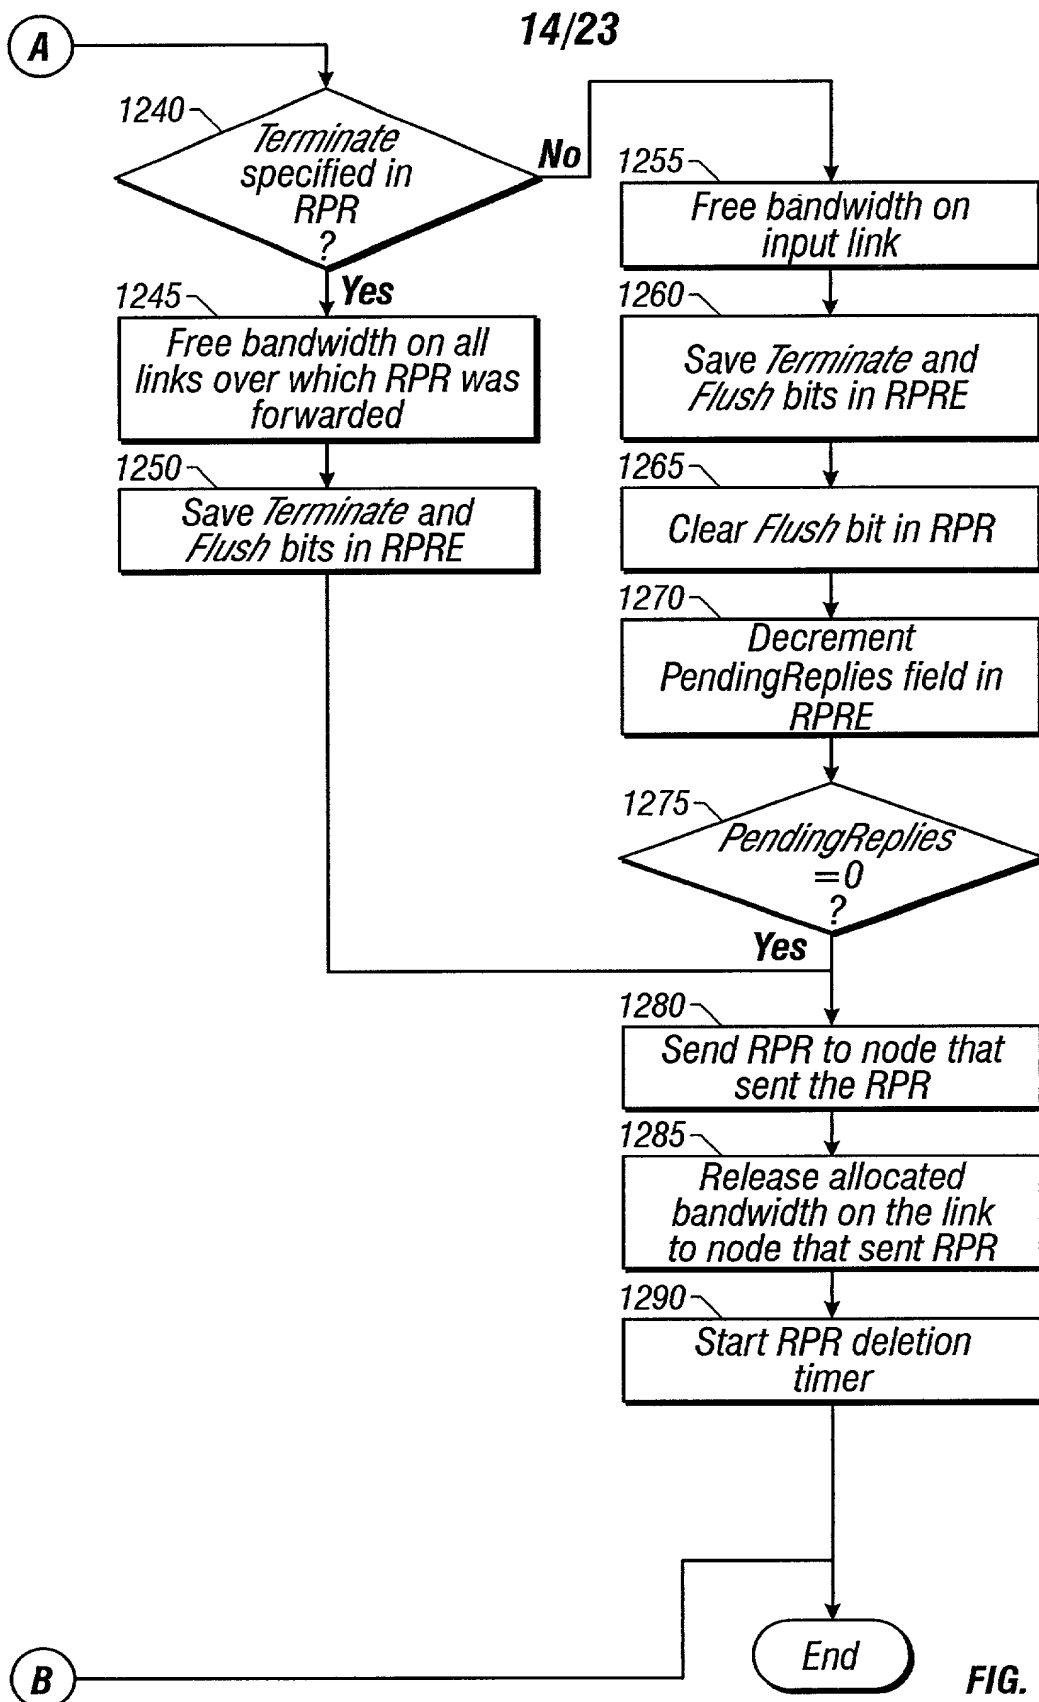 14/23
A
1240
Terminate
specified in
RPR
?
No
Yes
1245
Free bandwidth on all
links over which RPR was
forwarded
1250
Save Terminate and
Flush bits in RPRE
1255
Free bandwidth on
input link
1260
Save Terminate and
Flush bits in RPRE
1265
Clear Flush bit in RPR
1270
Decrement
PendingReplies field in
RPRE
1275
PendingReplies
=0
?
Yes
1280
Send RPR to node that
sent the RPR
1285
Release allocated
bandwidth on the link
to node that sent RPR
1290
Start RPR deletion
timer
End
B
FIG.